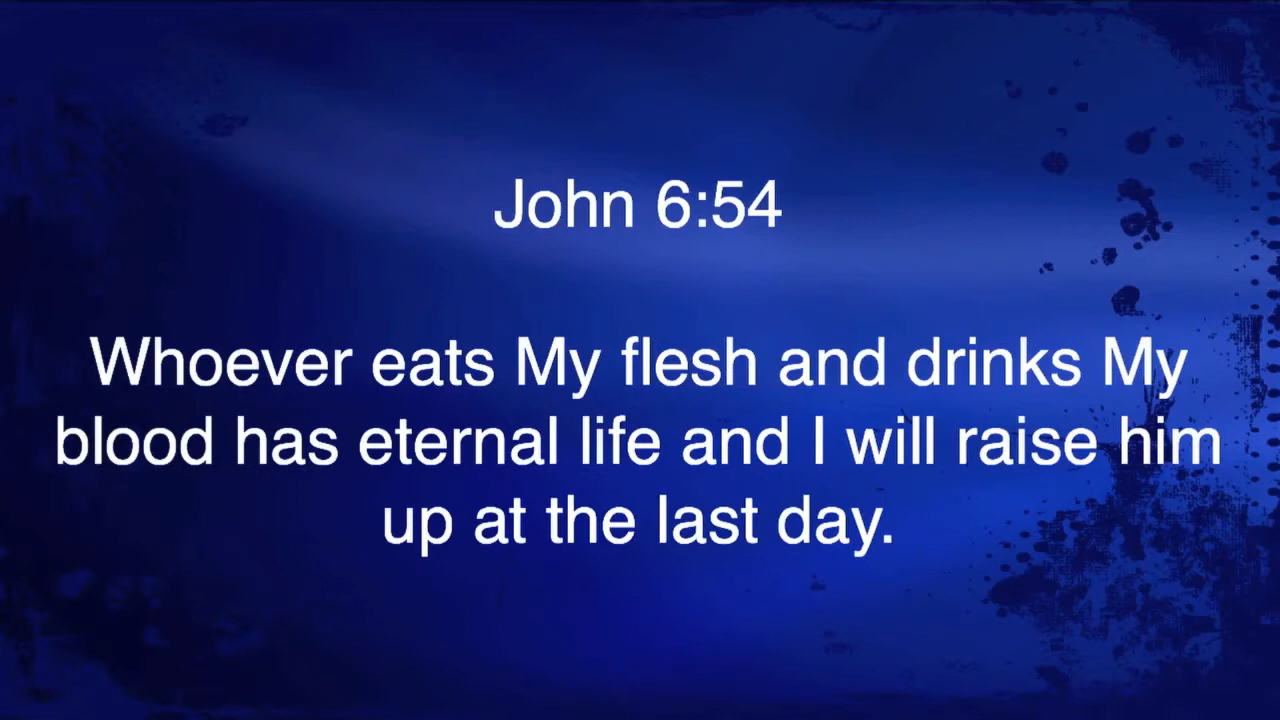 John 6:54
Whoever eats My flesh and drinks My
blood has eternal life and I will raise him
up at the last day.